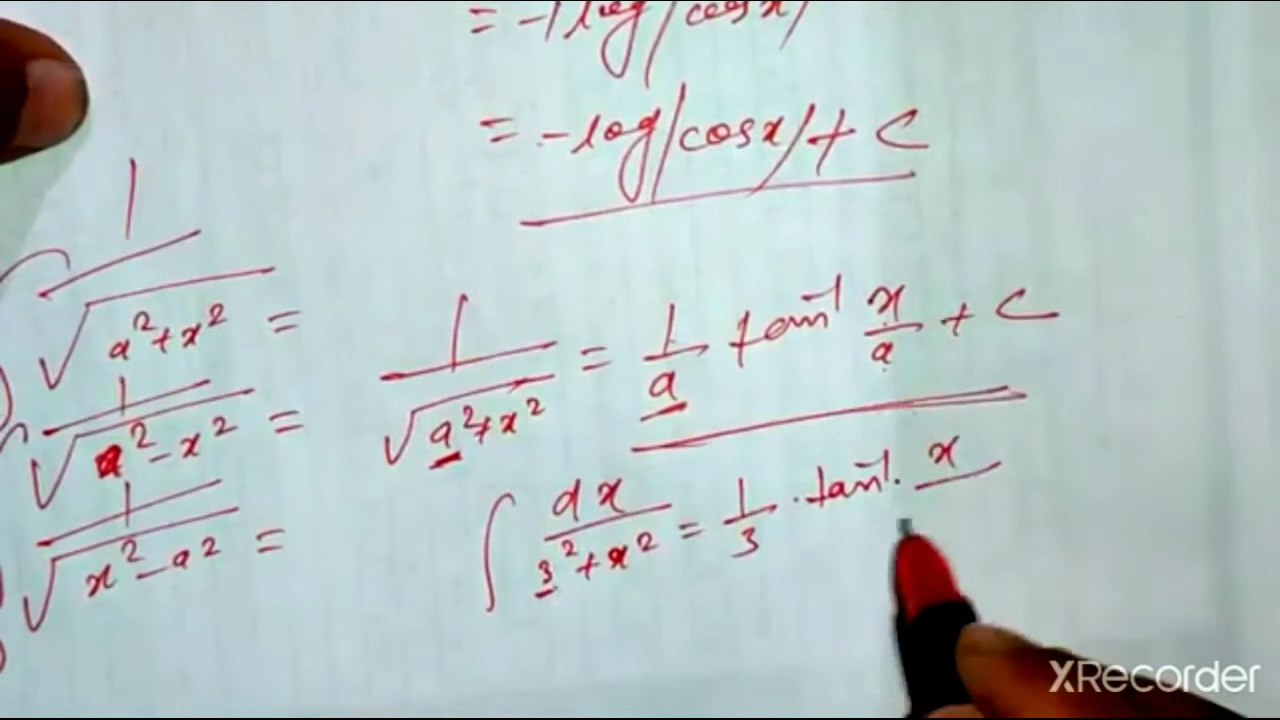 = -1 log|cos x|
= -log|cos x| + C
1/√(a²+x²) =
1/√(a²-x²) =
1/√(x²-a²) =
1/√(a²+x²) = 1/a tan⁻¹ x/a + C
∫ dx/(3²+x²) = 1/3 . tan⁻¹ . x
XRecorder